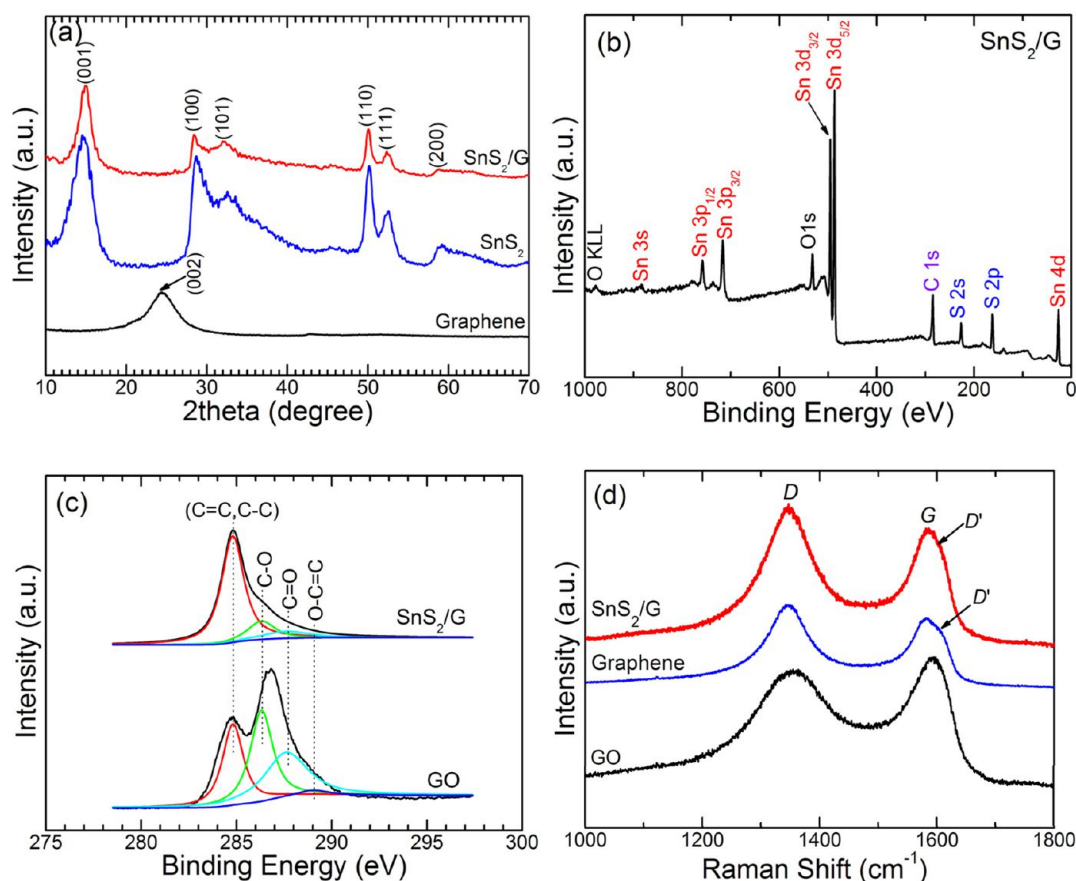 (a)
(001)
(100)
(101)
(110)
(111)
(200)
SnS2/G
SnS2
(002)
Graphene
Intensity (a.u.)
10 20 30 40 50 60 70
2theta (degree)
(b)
SnS2/G
Sn 3d3/2
Sn 3d5/2
O KLL
Sn 3s
Sn 3p1/2
Sn 3p3/2
O1s
C 1s
S 2s
S 2p
Sn 4d
Intensity (a.u.)
1000 800 600 400 200 0
Binding Energy (eV)
(c)
(C=C,C-C)
C-O
C=O
O-C=C
SnS2/G
GO
Intensity (a.u.)
275 280 285 290 295 300
Binding Energy (eV)
(d)
D
G
D'
SnS2/G
D'
Graphene
GO
Intensity (a.u.)
1000 1200 1400 1600 1800
Raman Shift (cm-1)